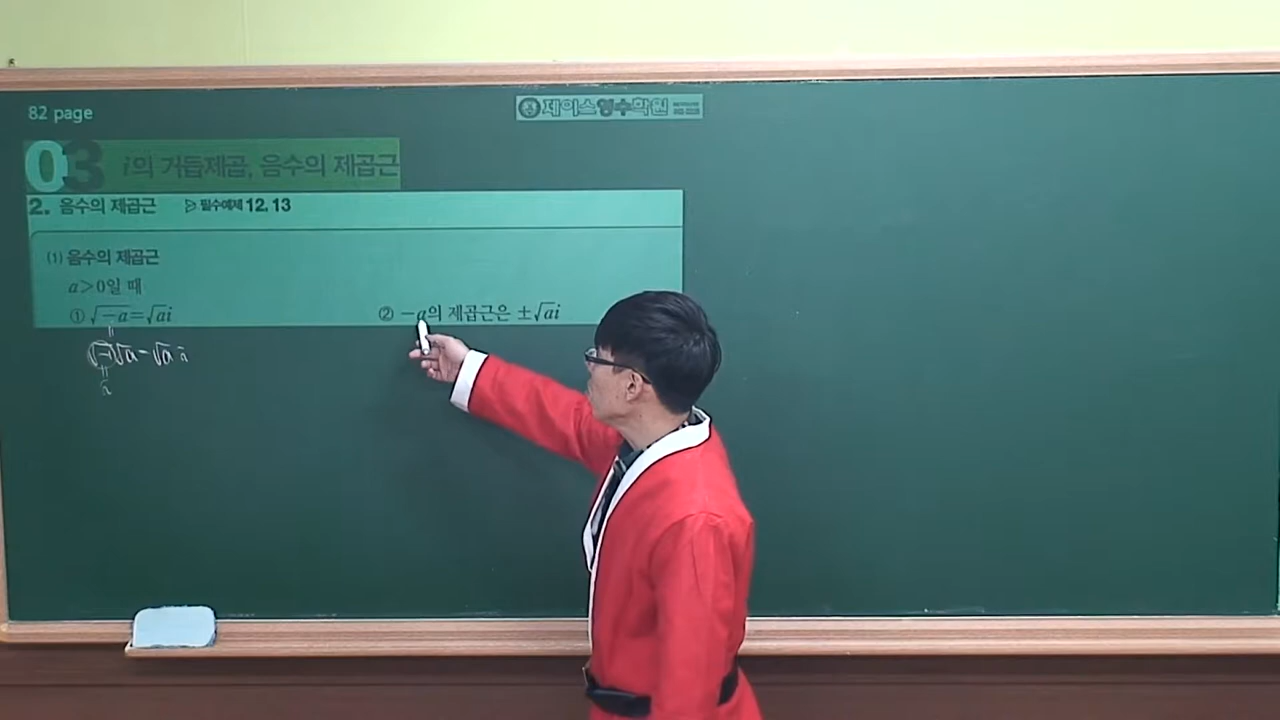 82 page
제이스영수학원
03 i의 거듭제곱, 음수의 제곱근
2. 음수의 제곱근 ▷ 필수예제 12, 13
(1) 음수의 제곱근
a>0일 때
① √-a=√ai ② -a의 제곱근은 ±√ai
=
√-1√a=√a i
=
i